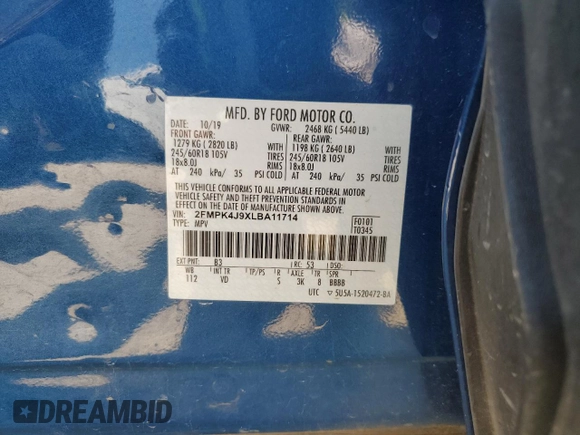 MFD. BY FORD MOTOR CO.
DATE: 10/19 GVWR: 2468 KG ( 5440 LB)
FRONT GAWR: REAR GAWR:
1279 KG ( 2820 LB) WITH 1198 KG ( 2640 LB) WITH
245/60R18 105V TIRES 245/60R18 105V TIRES
18x8.0J RIMS 18x8.0J RIMS
AT 240 kPa/ 35 PSI COLD AT 240 kPa/ 35 PSI COLD
THIS VEHICLE CONFORMS TO ALL APPLICABLE FEDERAL MOTOR
VEHICLE SAFETY AND THEFT PREVENTION STANDARDS IN
EFFECT ON THE DATE OF MANUFACTURE SHOWN ABOVE.
VIN: 2FMPK4J9XLBA11714 F0101
TYPE: MPV T0345
EXT PNT: B3 RC: 53 DSO:
WB INT TR TP/PS R AXLE TR SPR
112 VD S 3K 8 BBBB
UTC ▽ 5U5A-1520472-BA
DREAMBID